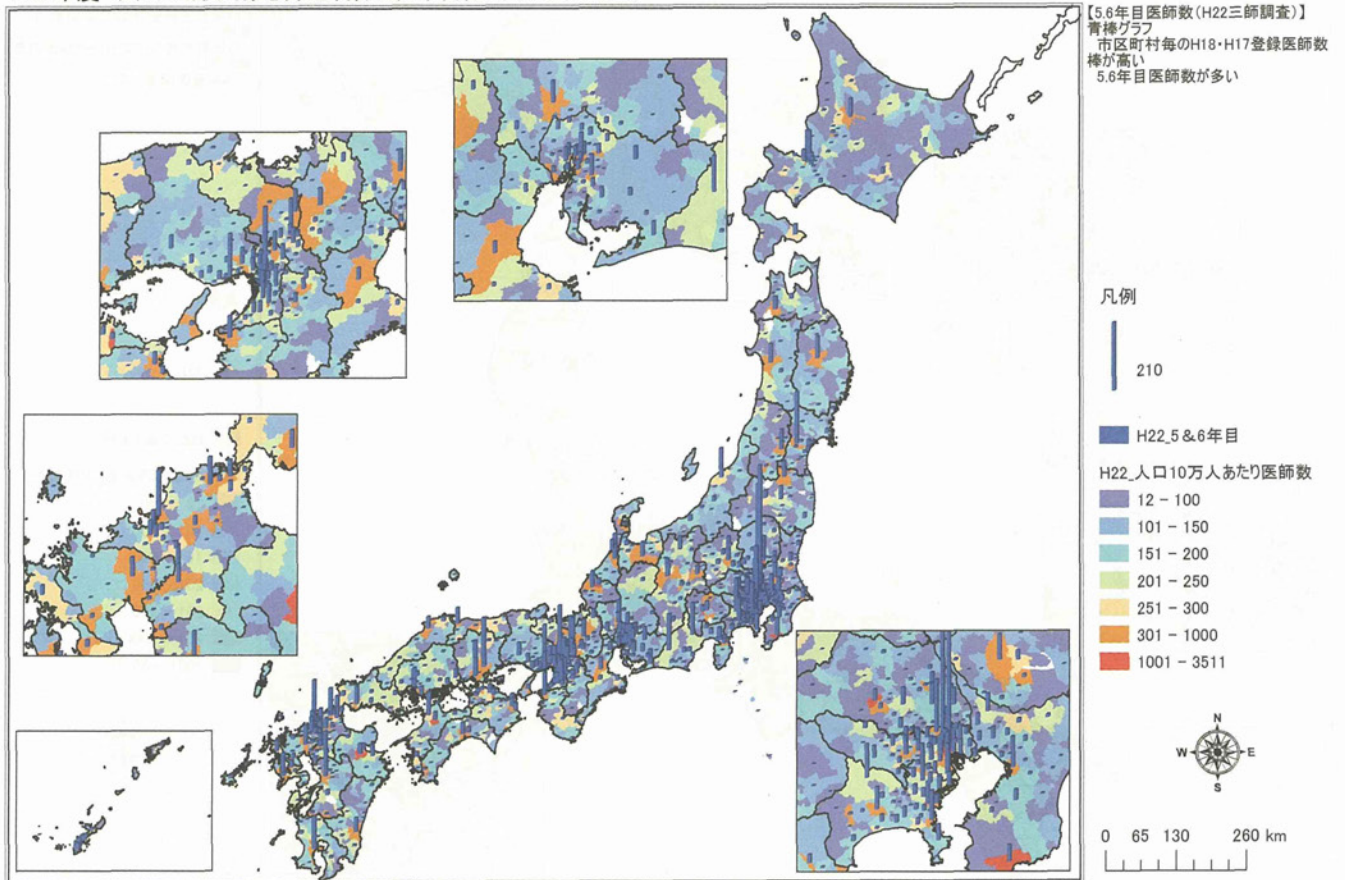 【5.6年目医師数(H22三師調査)】
青棒グラフ
市区町村毎のH18・H17登録医師数
棒が高い
5.6年目医師数が多い
凡例
210
H22_5&6年目
H22_人口10万人あたり医師数
12 - 100
101 - 150
151 - 200
201 - 250
251 - 300
301 - 1000
1001 - 3511
N
W
E
S
0 65 130 260 km